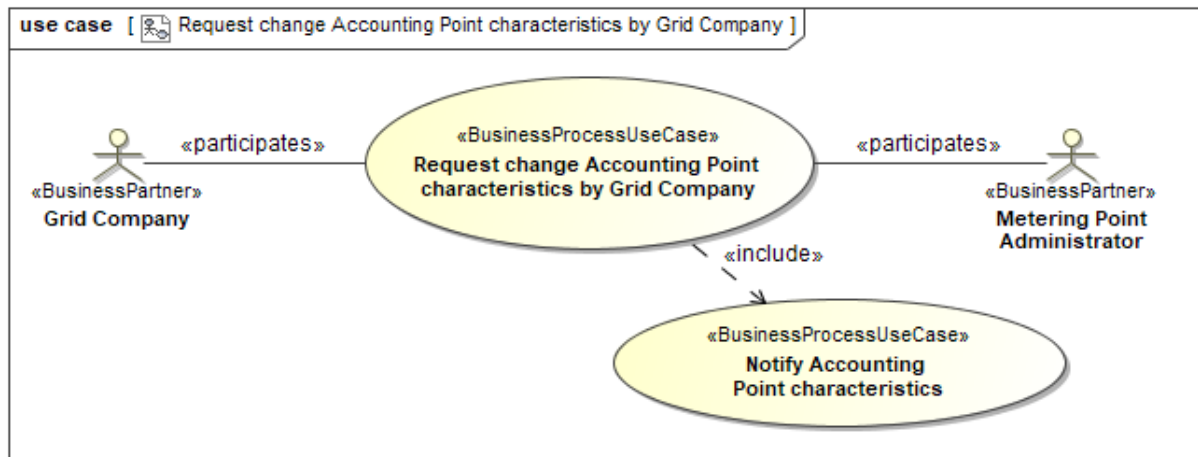 use case [ Request change Accounting Point characteristics by Grid Company ]
«participates»
«BusinessPartner»
Grid Company
«BusinessProcessUseCase»
Request change Accounting Point
characteristics by Grid Company
«participates»
«BusinessPartner»
Metering Point
Administrator
«include»
«BusinessProcessUseCase»
Notify Accounting
Point characteristics